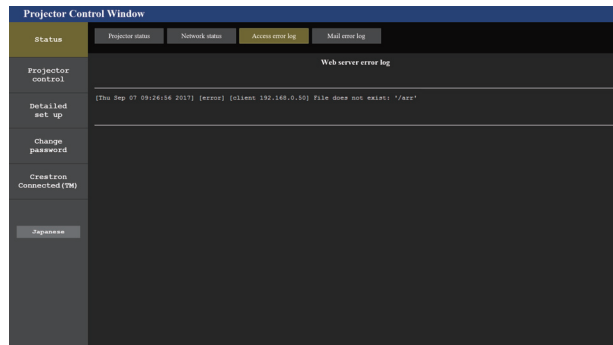 Projector Control Window
Status
Projector status
Network status
Access error log
Mail error log
Web server error log
Projector
control
[Thu Sep 07 09:26:56 2017] [error] [client 192.168.0.50] File does not exist: '/arr'
Detailed
set up
Change
password
Crestron
Connected(TM)
Japanese